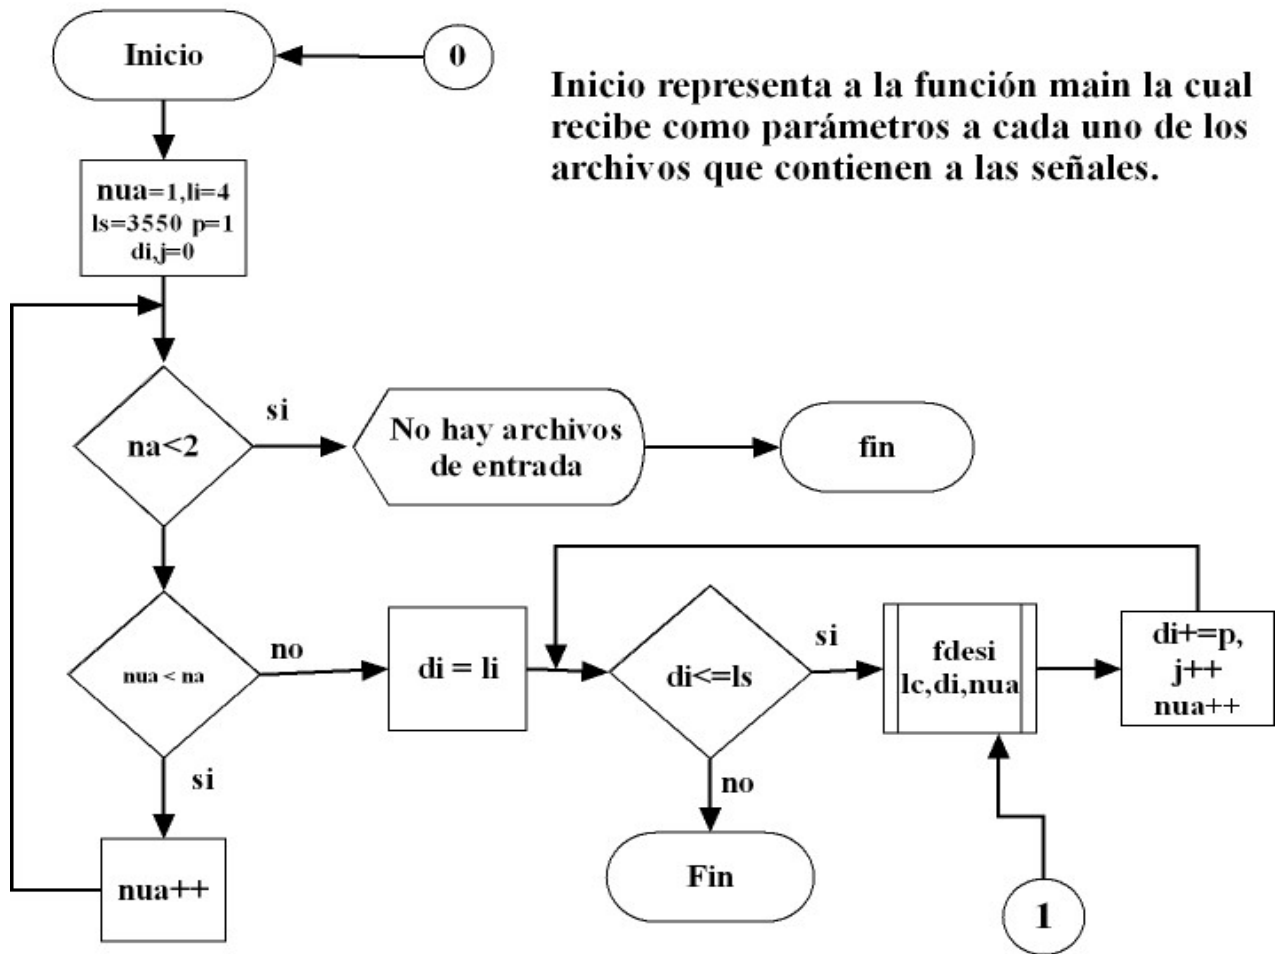 Inicio
0
Inicio representa a la función main la cual
recibe como parámetros a cada uno de los
archivos que contienen a las señales.
nua=1,li=4
ls=3550 p=1
di,j=0
na<2
si
No hay archivos
de entrada
fin
nua < na
no
di = li
di<=ls
si
fdesi
lc,di,nua
di+=p,
j++
nua++
si
no
nua++
Fin
1